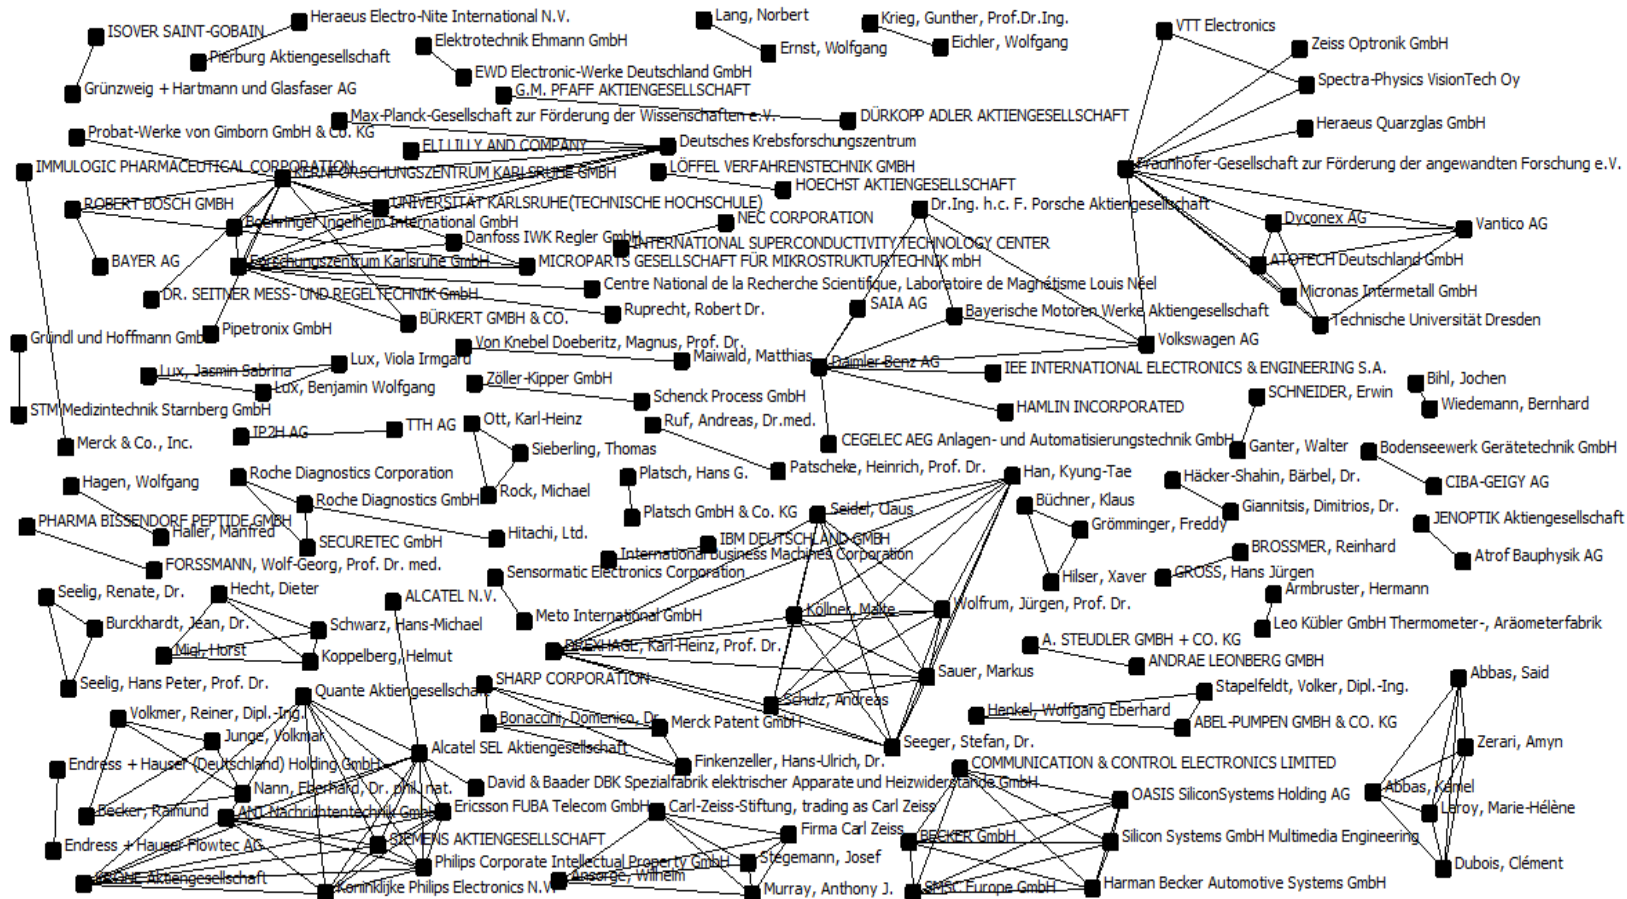 Heraeus Electro-Nite International N.V.
Lang, Norbert
Krieg, Gunther, Prof.Dr.Ing.
VTT Electronics
ISOVER SAINT-GOBAIN
Elektrotechnik Ehmann GmbH
Ernst, Wolfgang
Eichler, Wolfgang
Zeiss Optronik GmbH
Pierburg Aktiengesellschaft
EWD Electronic-Werke Deutschland GmbH
Spectra-Physics VisionTech Oy
Grünzweig + Hartmann und Glasfaser AG
G.M. PFAFF AKTIENGESELLSCHAFT
Max-Planck-Gesellschaft zur Förderung der Wissenschaften e.V.
DÜRKOPP ADLER AKTIENGESELLSCHAFT
Heraeus Quarzglas GmbH
Probat-Werke von Gimborn GmbH & Co. KG
ELI LILLY AND COMPANY
Deutsches Krebsforschungszentrum
IMMULOGIC PHARMACEUTICAL CORPORATION
KERNFORSCHUNGSZENTRUM KARLSRUHE GMBH
LÖFFEL VERFAHRENSTECHNIK GMBH
Fraunhofer-Gesellschaft zur Förderung der angewandten Forschung e.V.
HOECHST AKTIENGESELLSCHAFT
ROBERT BOSCH GMBH
UNIVERSITÄT KARLSRUHE(TECHNISCHE HOCHSCHULE)
Dr.Ing. h.c. F. Porsche Aktiengesellschaft
Boehringer Ingelheim International GmbH
NEC CORPORATION
Dyconex AG
Vantico AG
Danfoss IWK Regler GmbH
INTERNATIONAL SUPERCONDUCTIVITY TECHNOLOGY CENTER
BAYER AG
Forschungszentrum Karlsruhe GmbH
MICROPARTS GESELLSCHAFT FÜR MIKROSTRUKTURTECHNIK mbH
ATOTECH Deutschland GmbH
DR. SEITNER MESS- UND REGELTECHNIK GmbH
Centre National de la Recherche Scientifique, Laboratoire de Magnétisme Louis Néel
Micronas Intermetall GmbH
SAIA AG
Gründl und Hoffmann GmbH
Pipetronix GmbH
BÜRKERT GMBH & CO.
Ruprecht, Robert Dr.
Bayerische Motoren Werke Aktiengesellschaft
Technische Universität Dresden
Von Knebel Doeberitz, Magnus, Prof. Dr.
Volkswagen AG
Lux, Viola Irmgard
Maiwald, Matthias
Daimler-Benz AG
Lux, Jasmin Sabrina
Lux, Benjamin Wolfgang
Zöller-Kipper GmbH
IEE INTERNATIONAL ELECTRONICS & ENGINEERING S.A.
Bihl, Jochen
Schenck Process GmbH
SCHNEIDER, Erwin
Wiedemann, Bernhard
STM Medizintechnik Starnberg GmbH
HAMLIN INCORPORATED
IP2H AG
TTH AG
Ott, Karl-Heinz
Ruf, Andreas, Dr.med.
Merck & Co., Inc.
Sieberling, Thomas
CEGELEC AEG Anlagen- und Automatisierungstechnik GmbH
Ganter, Walter
Bodenseewerk Gerätetechnik GmbH
Roche Diagnostics Corporation
Platsch, Hans G.
Patscheke, Heinrich, Prof. Dr.
Han, Kyung-Tae
Häcker-Shahin, Bärbel, Dr.
Hagen, Wolfgang
Rock, Michael
CIBA-GEIGY AG
Roche Diagnostics GmbH
Platsch GmbH & Co. KG
Seidel, Claus
Büchner, Klaus
Giannitsis, Dimitrios, Dr.
PHARMA BISSENDORF PEPTIDE GMBH
Haller, Manfred
Hitachi, Ltd.
Grömminger, Freddy
JENOPTIK Aktiengesellschaft
SECURETEC GmbH
IBM DEUTSCHLAND GMBH
International Business Machines Corporation
BROSSMER, Reinhard
Atrof Bauphysik AG
FORSSMANN, Wolf-Georg, Prof. Dr. med.
Sensormatic Electronics Corporation
Hilser, Xaver
GROSS, Hans Jürgen
Seelig, Renate, Dr.
Hecht, Dieter
ALCATEL N.V.
Armbruster, Hermann
Köllner, Malte
Wolfrum, Jürgen, Prof. Dr.
Burckhardt, Jean, Dr.
Schwarz, Hans-Michael
Meto International GmbH
Leo Kübler GmbH Thermometer-, Aräometerfabrik
Migl, Horst
Koppelberg, Helmut
DREXHAGE, Karl-Heinz, Prof. Dr.
A. STEUDLER GMBH + CO. KG
ANDRAE LEONBERG GMBH
Seelig, Hans Peter, Prof. Dr.
SHARP CORPORATION
Sauer, Markus
Abbas, Said
Quante Aktiengesellschaft
Schulz, Andreas
Stapelfeldt, Volker, Dipl.-Ing.
Volkmer, Reiner, Dipl.-Ing.
Bonaccini, Domenico, Dr.
Merck Patent GmbH
Henkel, Wolfgang Eberhard
ABEL-PUMPEN GMBH & CO. KG
Junge, Volkmar
Alcatel SEL Aktiengesellschaft
Seeger, Stefan, Dr.
Zerari, Amyn
Endress + Hauser (Deutschland) Holding GmbH
Finkenzeller, Hans-Ulrich, Dr.
COMMUNICATION & CONTROL ELECTRONICS LIMITED
Nann, Eberhard, Dr. phil. nat.
David & Baader DBK Spezialfabrik elektrischer Apparate und Heizwiderstände GmbH
Abbas, Kamel
OASIS SiliconSystems Holding AG
Becker, Raimund
ANT Nachrichtentechnik GmbH
Ericsson FUBA Telecom GmbH
Carl-Zeiss-Stiftung, trading as Carl Zeiss
Leroy, Marie-Hélène
Firma Carl Zeiss
Endress + Hauser Flowtec AG
SIEMENS AKTIENGESELLSCHAFT
BECKER GmbH
Silicon Systems GmbH Multimedia Engineering
Philips Corporate Intellectual Property GmbH
Stegemann, Josef
Dubois, Clément
KRONE Aktiengesellschaft
Koninklijke Philips Electronics N.V.
Ansorge, Wilhelm
Murray, Anthony J.
SMSC Europe GmbH
Harman Becker Automotive Systems GmbH